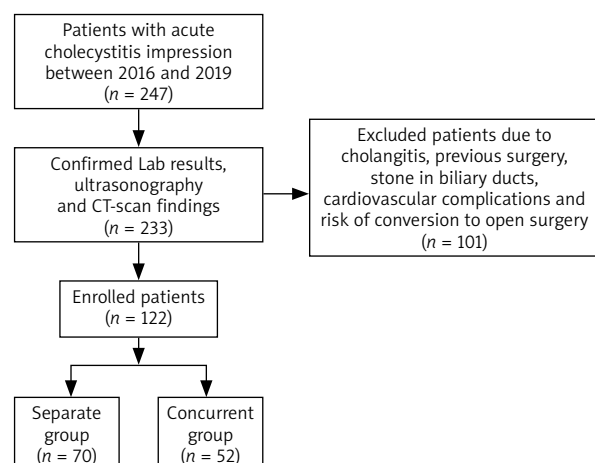 Patients with acute
cholecystitis impression
between 2016 and 2019
(n = 247)
Confirmed Lab results,
ultrasonography
and CT-scan findings
(n = 233)
Excluded patients due to
cholangitis, previous surgery,
stone in biliary ducts,
cardiovascular complications and
risk of conversion to open surgery
(n = 101)
Enrolled patients
(n = 122)
Separate
group
(n = 70)
Concurrent
group
(n = 52)